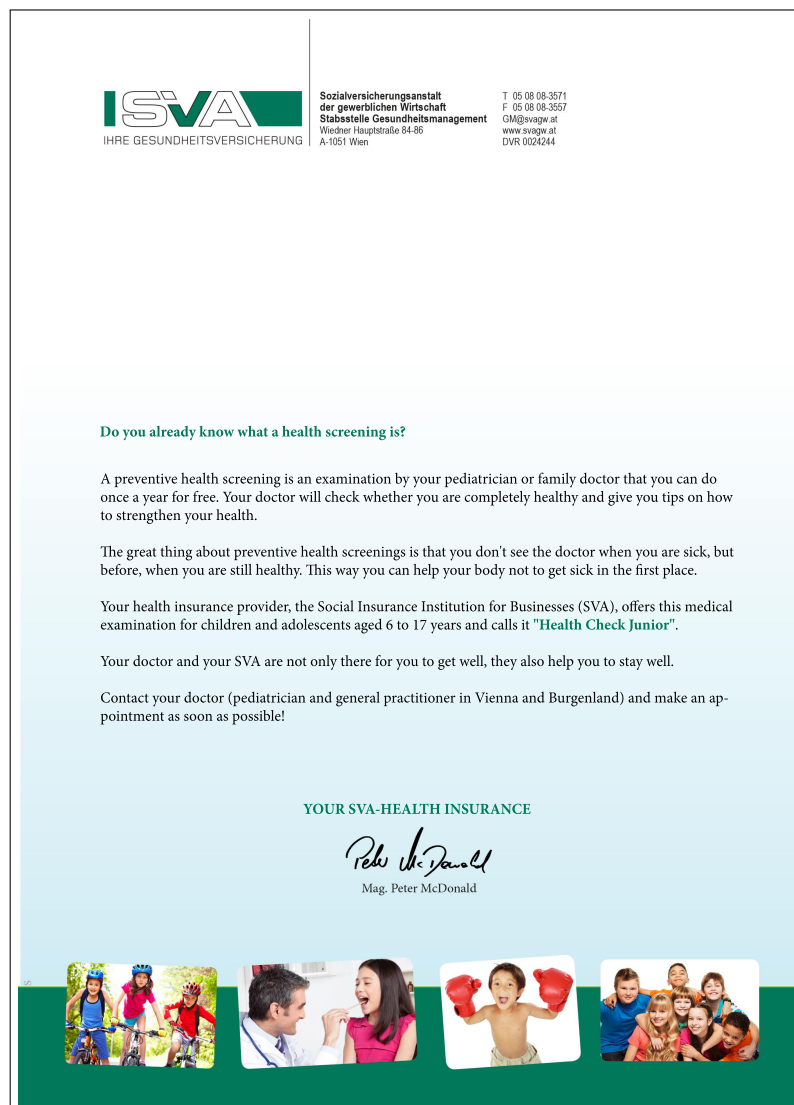 SVA
IHRE GESUNDHEITSVERSICHERUNG
Sozialversicherungsanstalt
der gewerblichen Wirtschaft
Stabsstelle Gesundheitsmanagement
Wiedner Hauptstraße 84-86
A-1051 Wien
T 05 08 08-3571
F 05 08 08-3557
GM@svagw.at
www.svagw.at
DVR 0024244
Do you already know what a health screening is?
A preventive health screening is an examination by your pediatrician or family doctor that you can do
once a year for free. Your doctor will check whether you are completely healthy and give you tips on how
to strengthen your health.
The great thing about preventive health screenings is that you don't see the doctor when you are sick, but
before, when you are still healthy. This way you can help your body not to get sick in the first place.
Your health insurance provider, the Social Insurance Institution for Businesses (SVA), offers this medical
examination for children and adolescents aged 6 to 17 years and calls it "Health Check Junior".
Your doctor and your SVA are not only there for you to get well, they also help you to stay well.
Contact your doctor (pediatrician and general practitioner in Vienna and Burgenland) and make an ap-
pointment as soon as possible!
YOUR SVA-HEALTH INSURANCE
Peter McDonald
Mag. Peter McDonald
S